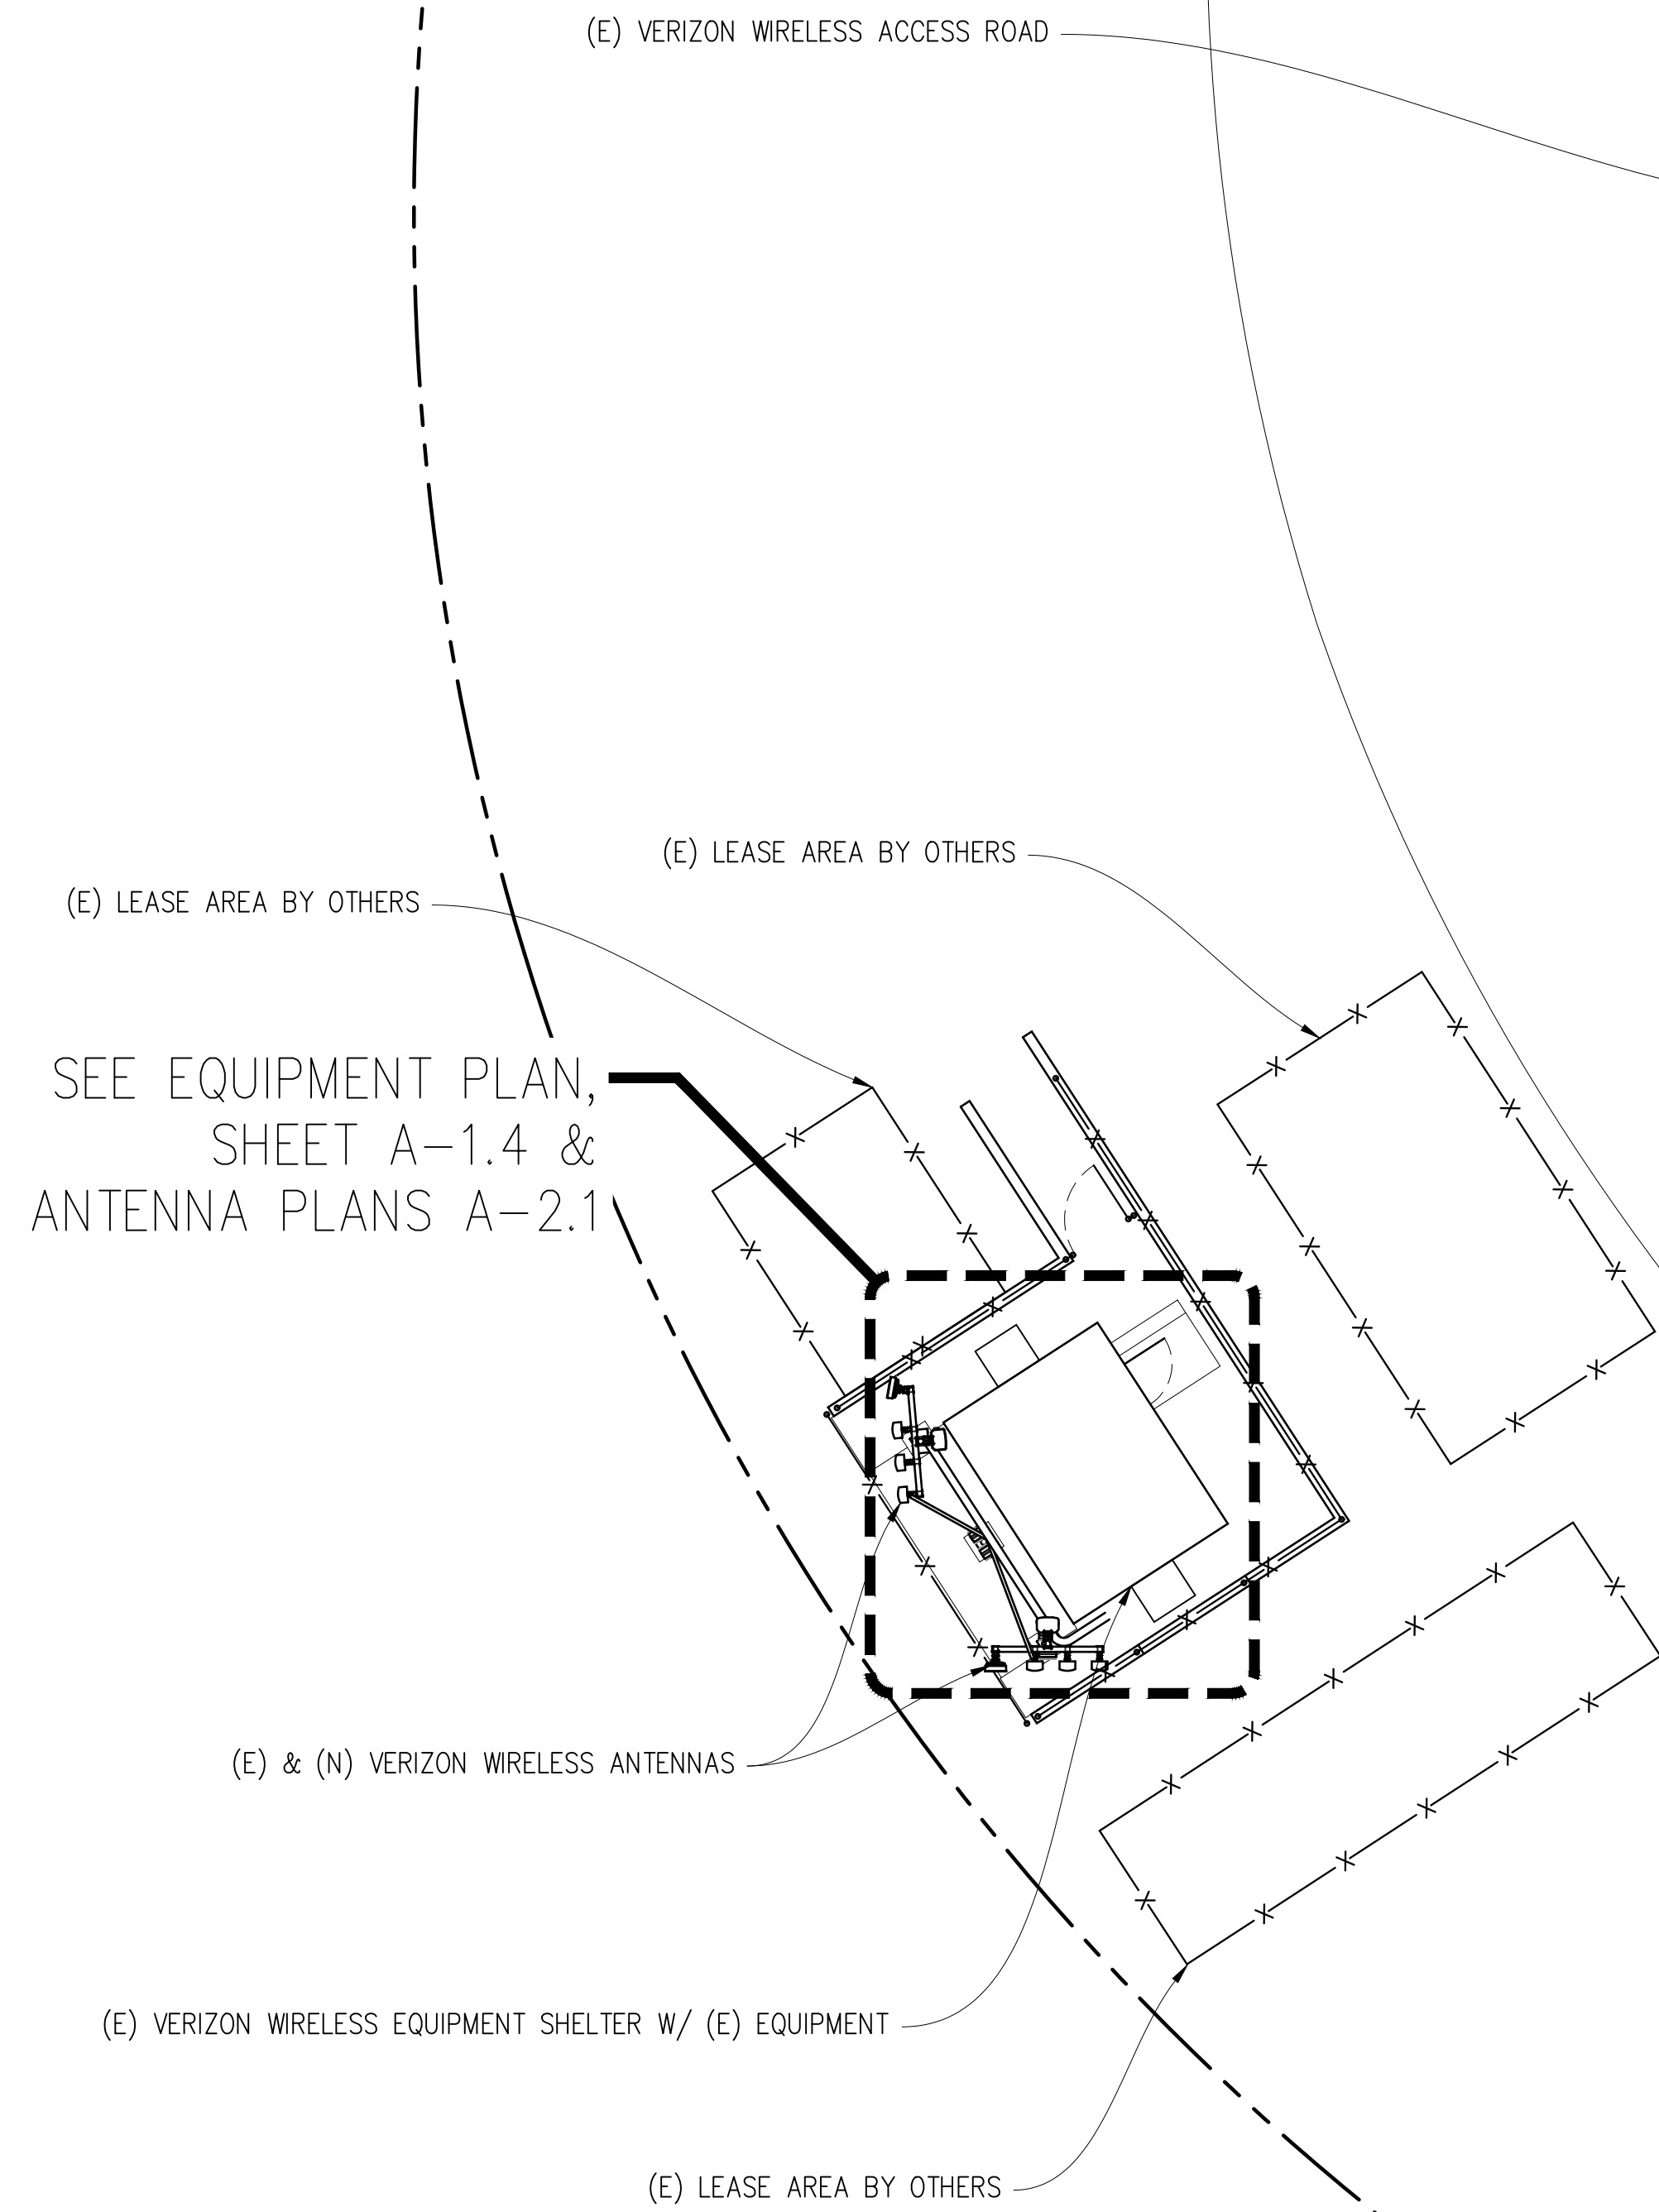 (E) VERIZON WIRELESS ACCESS ROAD
(E) LEASE AREA BY OTHERS
(E) LEASE AREA BY OTHERS
SEE EQUIPMENT PLAN,
SHEET A-1.4 &
ANTENNA PLANS A-2.1
(E) & (N) VERIZON WIRELESS ANTENNAS
(E) VERIZON WIRELESS EQUIPMENT SHELTER W/ (E) EQUIPMENT
(E) LEASE AREA BY OTHERS